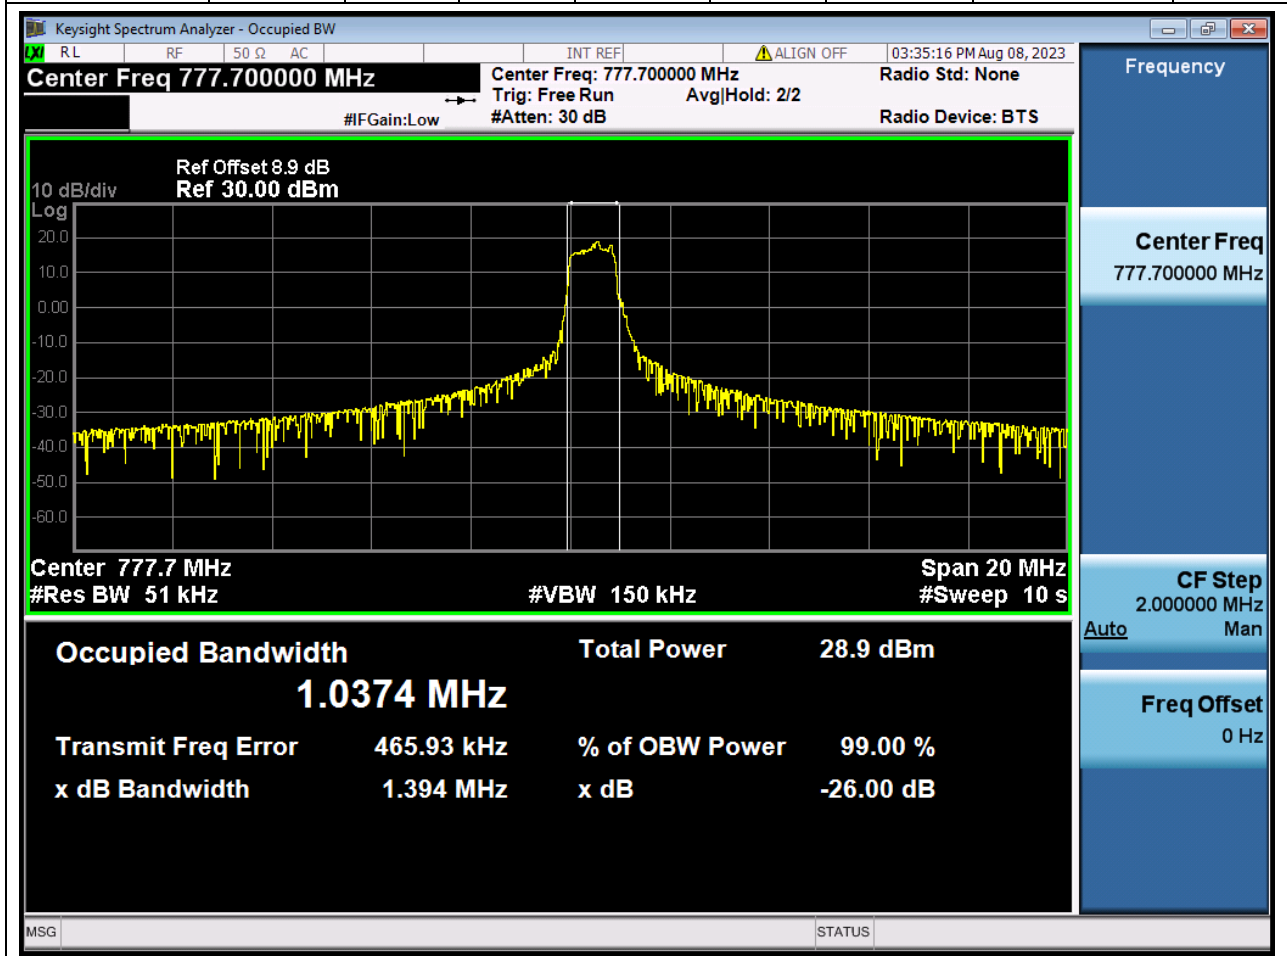 Keysight Spectrum Analyzer - Occupied BW
LXI RL RF 50 Ω AC INT REF ALIGN OFF 03:35:16 PM Aug 08, 2023
Center Freq 777.700000 MHz
Center Freq: 777.700000 MHz
Radio Std: None
Trig: Free Run
Avg|Hold: 2/2
#IFGain:Low
#Atten: 30 dB
Radio Device: BTS
Ref Offset 8.9 dB
10 dB/div Ref 30.00 dBm
Log
20.0
10.0
0.00
-10.0
-20.0
-30.0
-40.0
-50.0
-60.0
Center 777.7 MHz
Span 20 MHz
#Res BW 51 kHz
#VBW 150 kHz
#Sweep 10 s
Occupied Bandwidth
Total Power 28.9 dBm
1.0374 MHz
Transmit Freq Error 465.93 kHz
% of OBW Power 99.00 %
x dB Bandwidth 1.394 MHz
x dB -26.00 dB
Frequency
Center Freq
777.700000 MHz
CF Step
2.000000 MHz
Auto Man
Freq Offset
0 Hz
MSG
STATUS